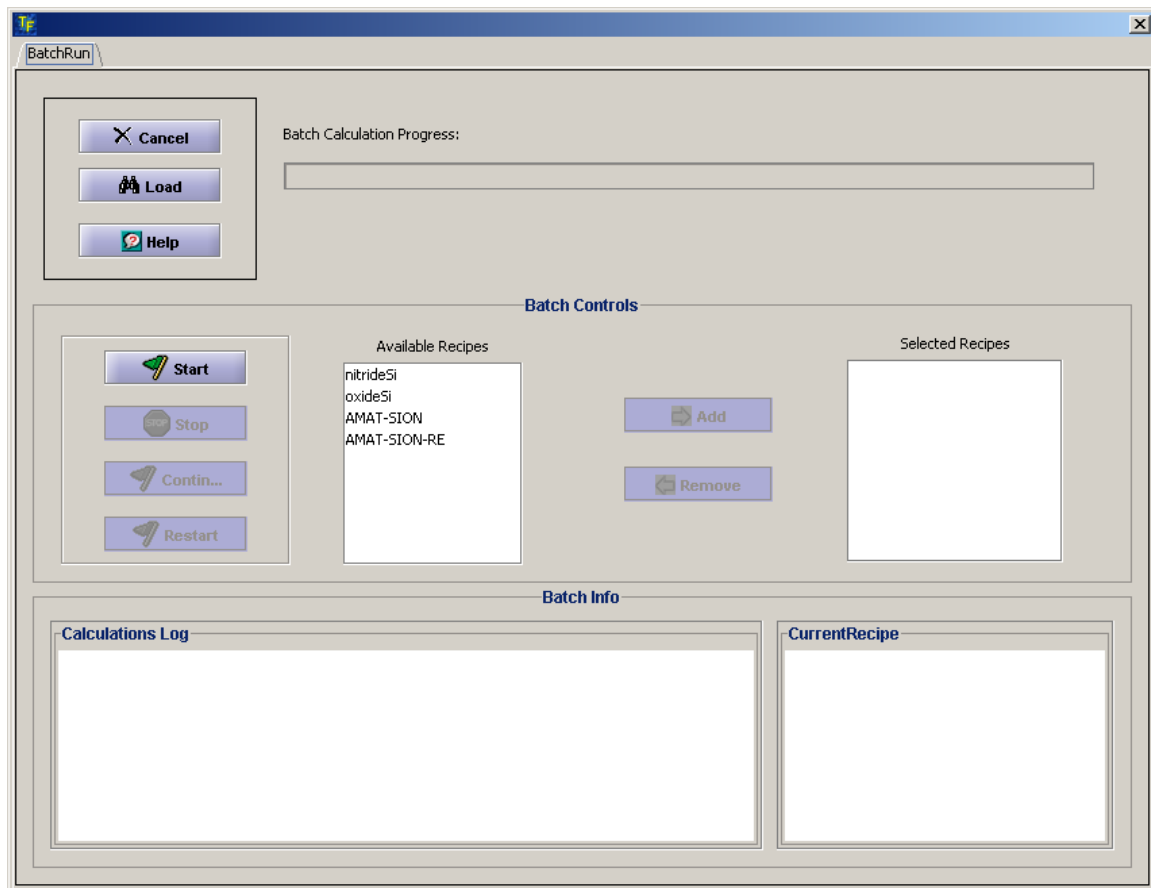 TF
BatchRun
Cancel
Batch Calculation Progress:
Load
Help
Batch Controls
Available Recipes
Selected Recipes
Start
nitrideSi
oxideSi
AMAT-SION
AMAT-SION-RE
STOP Stop
Add
Contin...
Remove
Restart
Batch Info
Calculations Log
CurrentRecipe